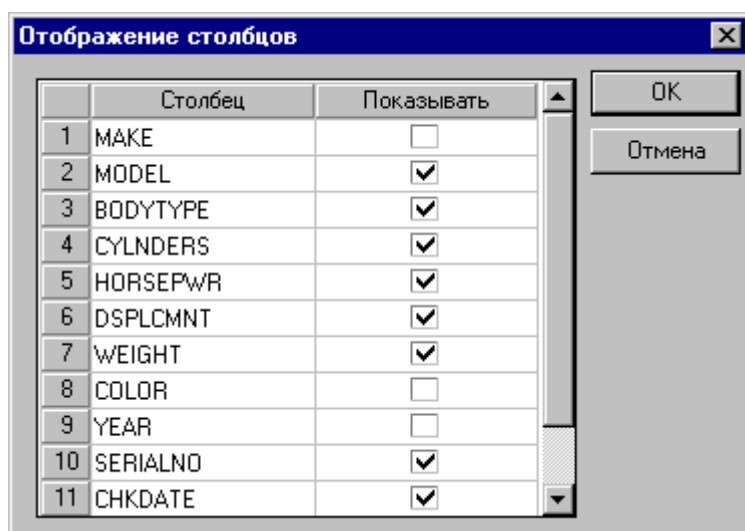 Отображение столбцов
Столбец Показывать
1 MAKE
2 MODEL
3 BODYTYPE
4 CYLNDERS
5 HORSEPWR
6 DSPLCMNT
7 WEIGHT
8 COLOR
9 YEAR
10 SERIALNO
11 CHKDATE
OK
Отмена